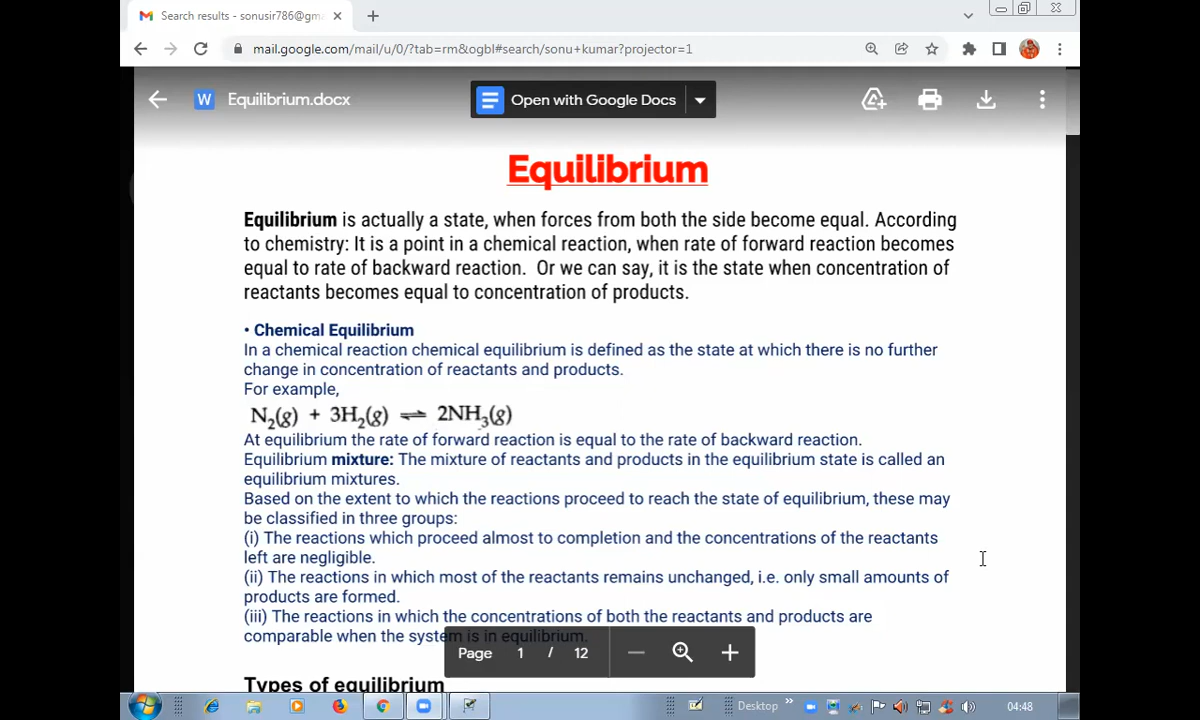 Search results - sonusir786@gm
mail.google.com/mail/u/0/?tab=rm&ogbl#search/sonu+kumar?projector=1
W Equilibrium.docx
Open with Google Docs
Equilibrium
Equilibrium is actually a state, when forces from both the side become equal. According
to chemistry: It is a point in a chemical reaction, when rate of forward reaction becomes
equal to rate of backward reaction. Or we can say, it is the state when concentration of
reactants becomes equal to concentration of products.
• Chemical Equilibrium
In a chemical reaction chemical equilibrium is defined as the state at which there is no further
change in concentration of reactants and products.
For example,
N₂(g) + 3H₂(g) ⇌ 2NH₃(g)
At equilibrium the rate of forward reaction is equal to the rate of backward reaction.
Equilibrium mixture: The mixture of reactants and products in the equilibrium state is called an
equilibrium mixtures.
Based on the extent to which the reactions proceed to reach the state of equilibrium, these may
be classified in three groups:
(i) The reactions which proceed almost to completion and the concentrations of the reactants
left are negligible.
(ii) The reactions in which most of the reactants remains unchanged, i.e. only small amounts of
products are formed.
(iii) The reactions in which the concentrations of both the reactants and products are
comparable when the system is in equilibrium.
Page 1 / 12
Types of equilibrium
Desktop
04:48